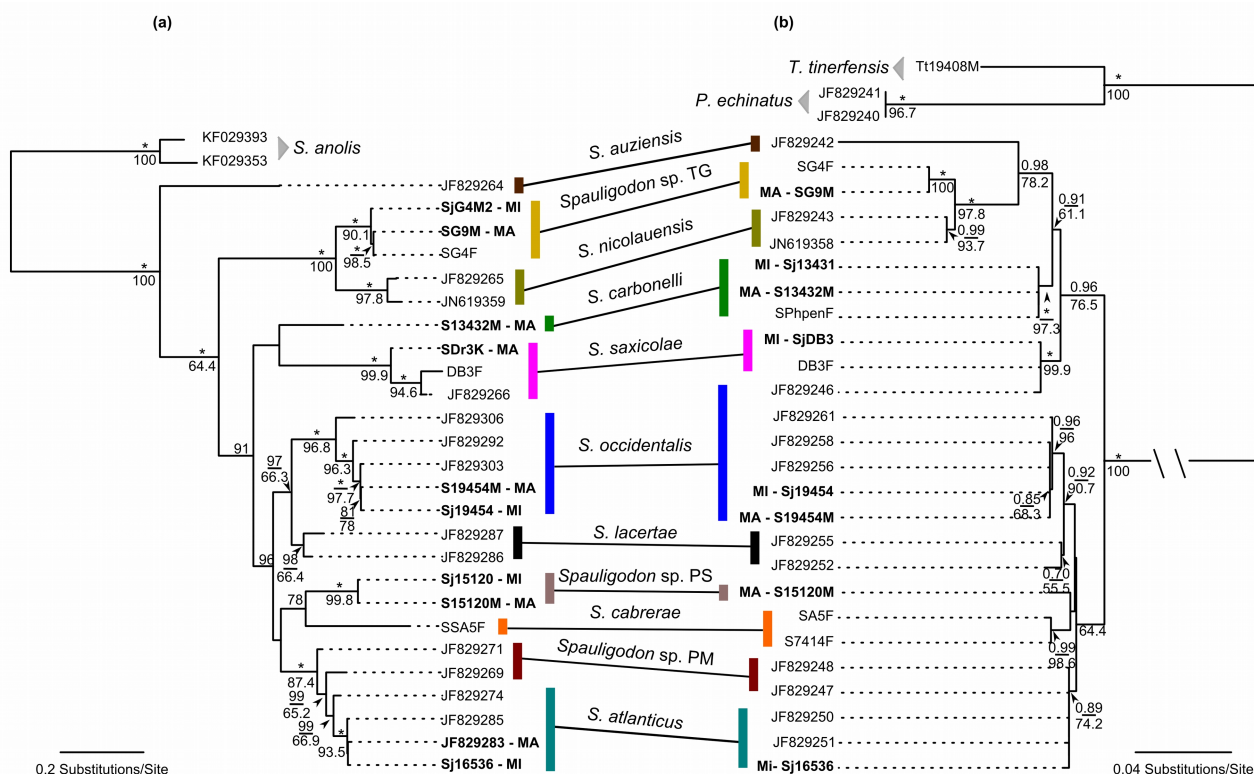 (a)
(b)
T. tinerfensis
Tt19408M
*
100
P. echinatus
JF829241
JF829240
*
96.7
KF029393
KF029353
*
100
S. anolis
S. auziensis
Spauligodon sp. TG
S. nicolauensis
S. carbonelli
S. saxicolae
S. occidentalis
S. lacertae
Spauligodon sp. PS
S. cabrerae
Spauligodon sp. PM
S. atlanticus
JF829264
SjG4M2 - MI
SG9M - MA
SG4F
JF829265
JN619359
S13432M - MA
SDr3K - MA
DB3F
JF829266
JF829306
JF829292
JF829303
S19454M - MA
Sj19454 - MI
JF829287
JF829286
Sj15120 - MI
S15120M - MA
SSA5F
JF829271
JF829269
JF829274
JF829285
JF829283 - MA
Sj16536 - MI
*
100
*
64.4
*
100
*
90.1
*
98.5
*
97.8
91
*
99.9
*
94.6
96
97
66.3
*
96.8
*
96.3
*
97.7
81
78
98
66.4
78
*
99.8
*
87.4
99
65.2
99
66.9
*
93.5
0.2 Substitutions/Site
JF829242
SG4F
MA - SG9M
JF829243
JN619358
MI - Sj13431
MA - S13432M
SPhpenF
MI - SjDB3
DB3F
JF829246
JF829261
JF829258
JF829256
MI - Sj19454
MA - S19454M
JF829255
JF829252
MA - S15120M
SA5F
S7414F
JF829248
JF829247
JF829250
JF829251
Mi- Sj16536
0.98
78.2
*
100
*
97.8
0.99
93.7
0.91
61.1
*
97.3
0.96
76.5
*
99.9
0.96
96
0.85
68.3
0.92
90.7
*
100
0.70
55.5
64.4
0.99
98.6
0.89
74.2
0.04 Substitutions/Site